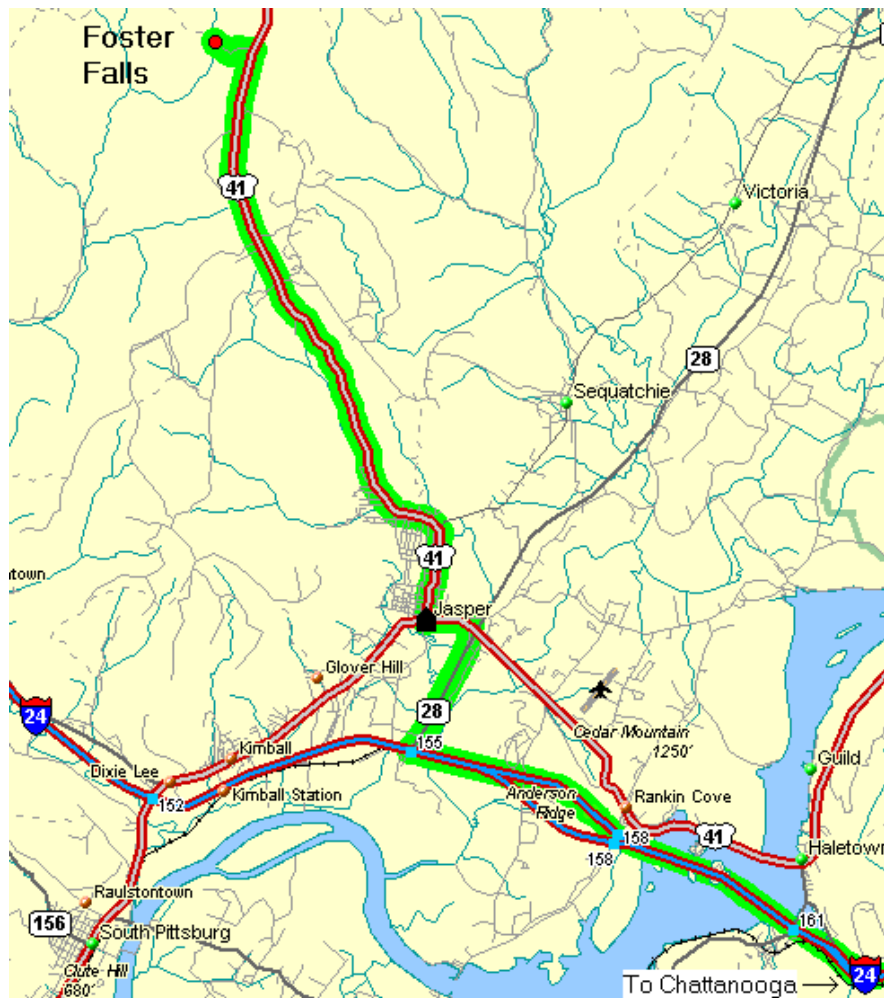 Foster
Falls
41
Victoria
28
Sequatchie
41
Jasper
Glover Hill
24
28
Cedar Mountain
1250'
155
Kimball
Guild
Dixie Lee
Kimball Station
152
Anderson
Ridge
Rankin Cove
158
41
158
Haletown
Raulstontown
156
South Pittsburg
161
Clute Hill
680'
To Chattanooga
24